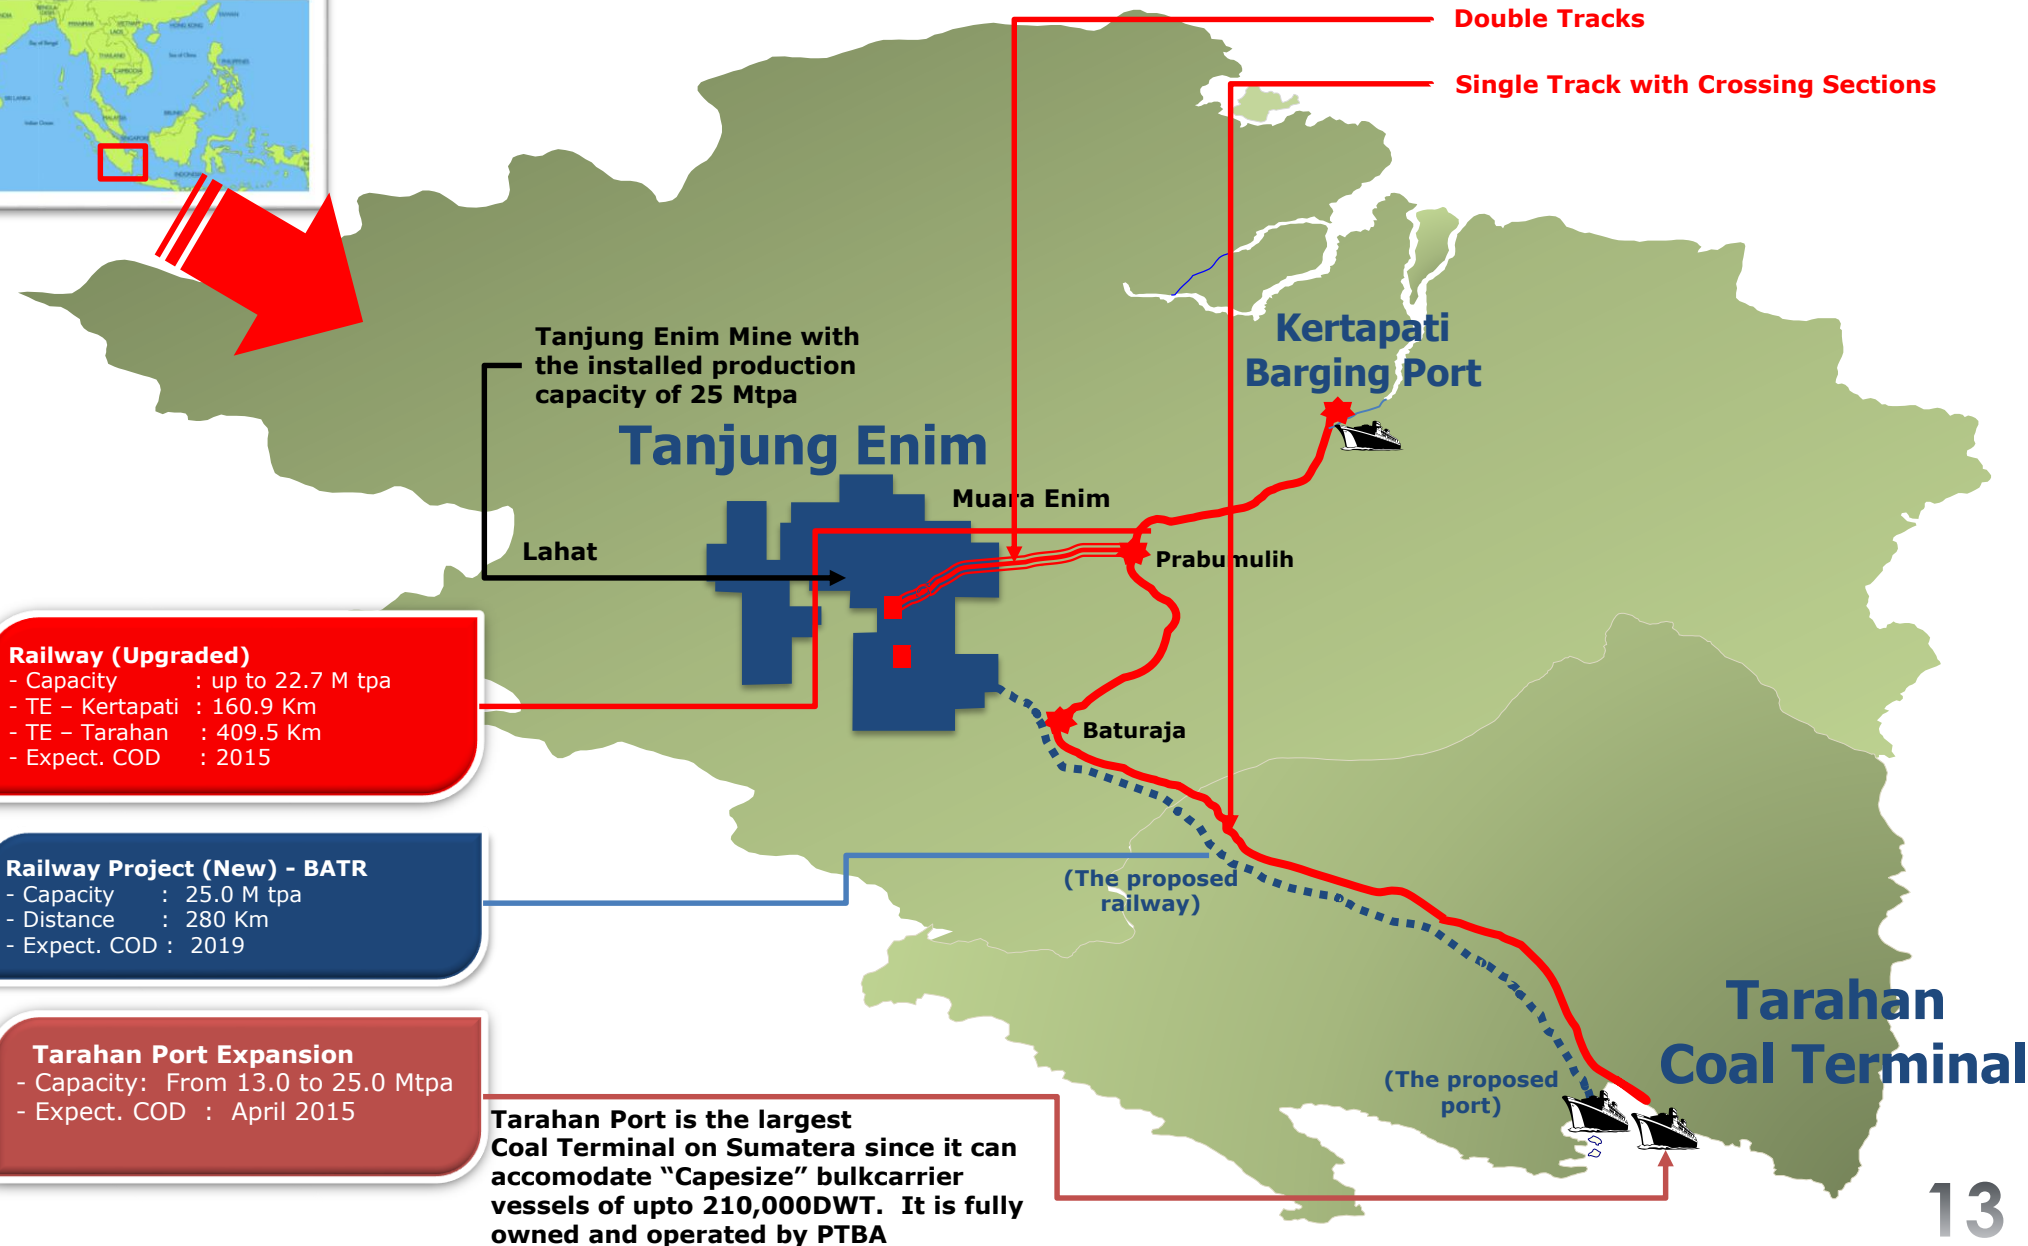 Double Tracks
Single Track with Crossing Sections
Kertapati
Barging Port
Tanjung Enim Mine with
the installed production
capacity of 25 Mtpa
Tanjung Enim
Muara Enim
Lahat
Prabumulih
Baturaja
Railway (Upgraded)
- Capacity : up to 22.7 M tpa
- TE – Kertapati : 160.9 Km
- TE – Tarahan : 409.5 Km
- Expect. COD : 2015
Railway Project (New) - BATR
- Capacity : 25.0 M tpa
- Distance : 280 Km
- Expect. COD : 2019
(The proposed
railway)
Tarahan
Coal Terminal
(The proposed
port)
Tarahan Port Expansion
- Capacity: From 13.0 to 25.0 Mtpa
- Expect. COD : April 2015
Tarahan Port is the largest
Coal Terminal on Sumatera since it can
accomodate “Capesize” bulkcarrier
vessels of upto 210,000DWT. It is fully
owned and operated by PTBA
13